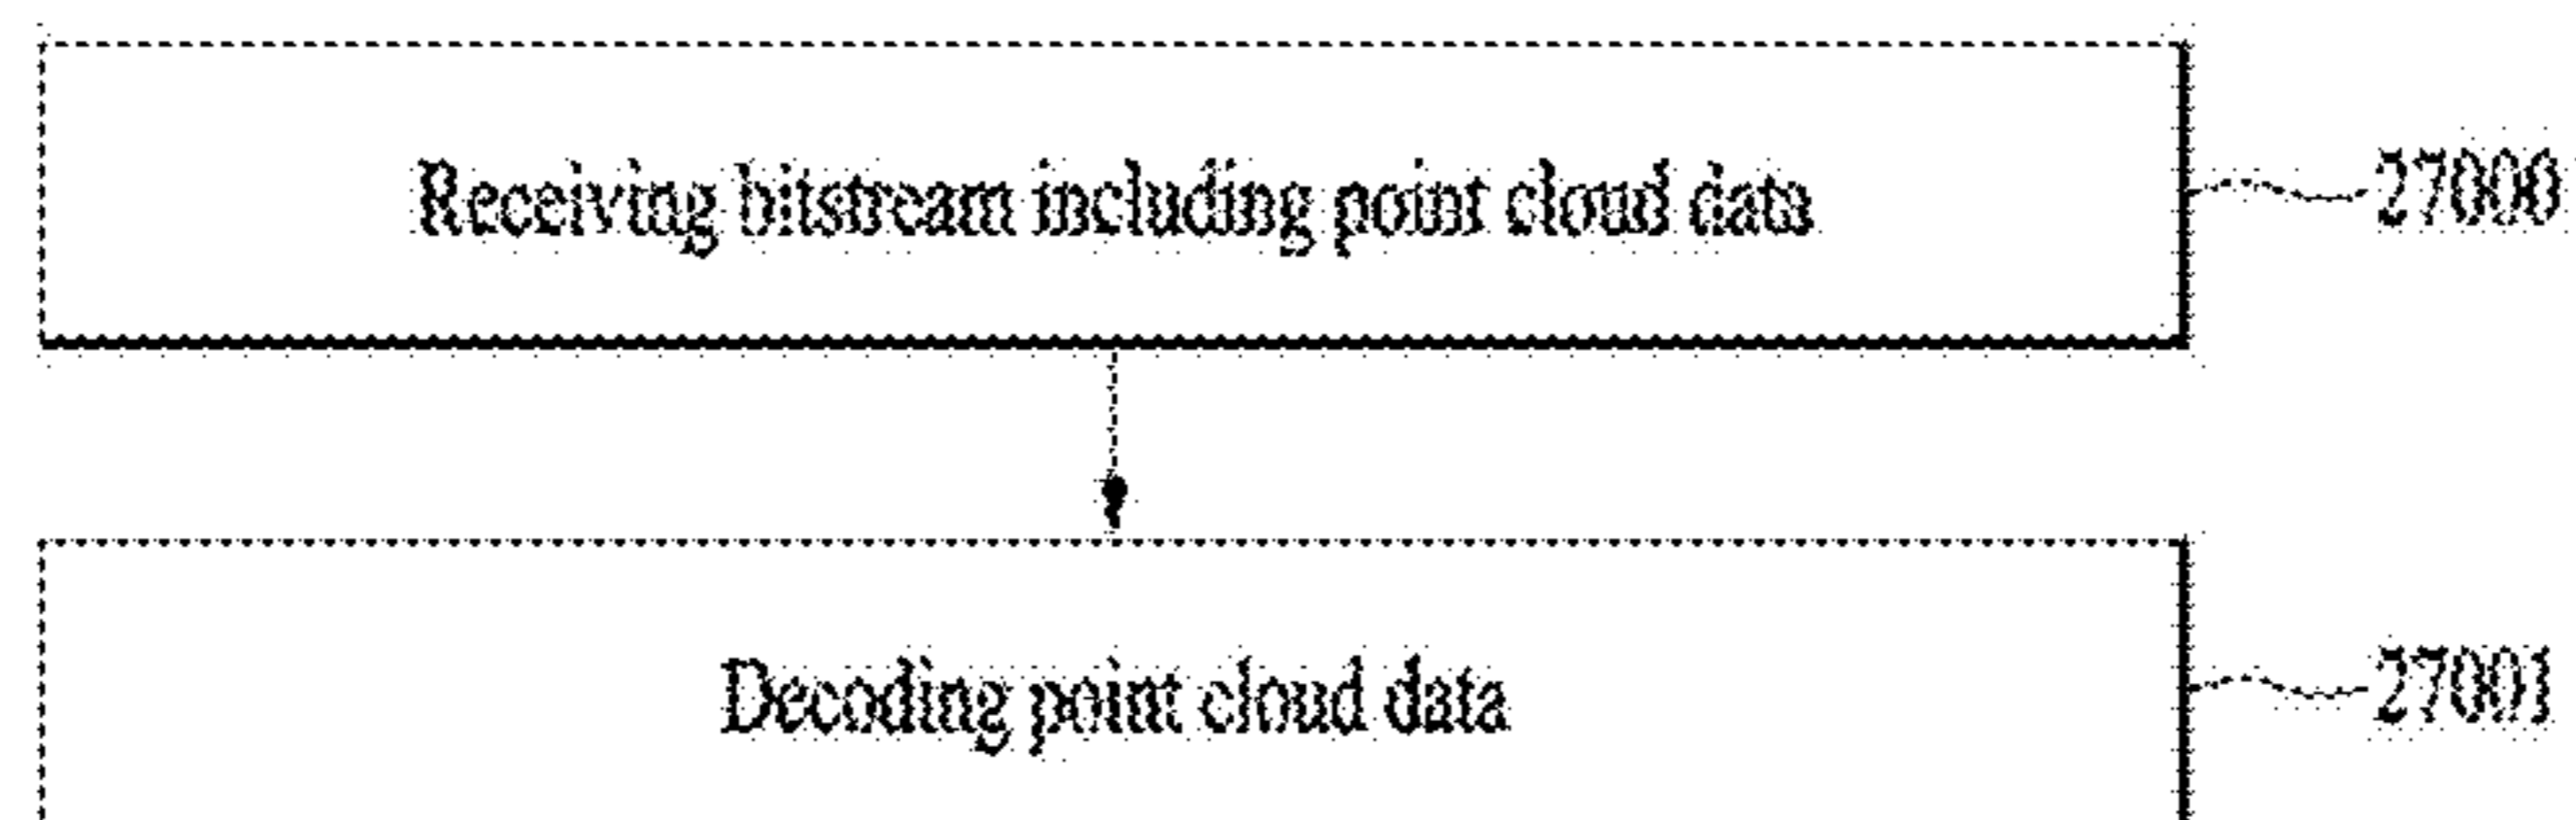 Receiving bitstream including point cloud data
27000
Decoding point cloud data
27001